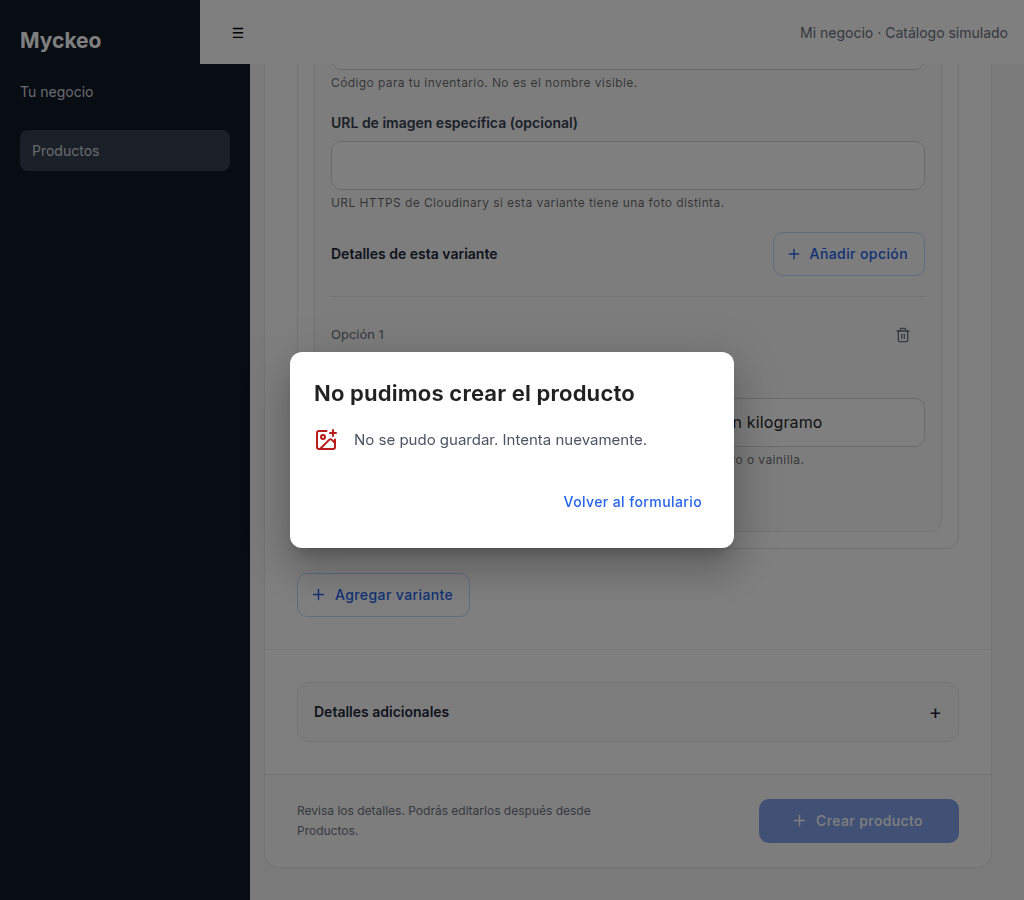 Myckeo
☰
Mi negocio · Catálogo simulado
Tu negocio
Productos
Código para tu inventario. No es el nombre visible.
URL de imagen específica (opcional)
URL HTTPS de Cloudinary si esta variante tiene una foto distinta.
Detalles de esta variante
+ Añadir opción
Opción 1
No pudimos crear el producto
No se pudo guardar. Intenta nuevamente.
Volver al formulario
kilogramo
o vainilla.
+ Agregar variante
Detalles adicionales
+
Revisa los detalles. Podrás editarlos después desde
Productos.
+ Crear producto